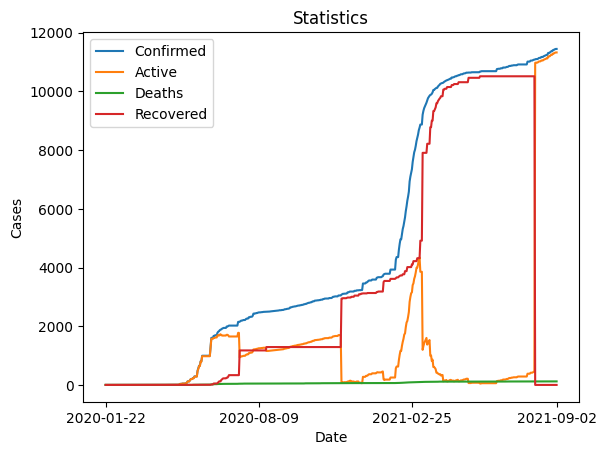 Statistics
Confirmed
Active
Deaths
Recovered
Cases
12000
10000
8000
6000
4000
2000
0
2020-01-22
2020-08-09
2021-02-25
2021-09-02
Date